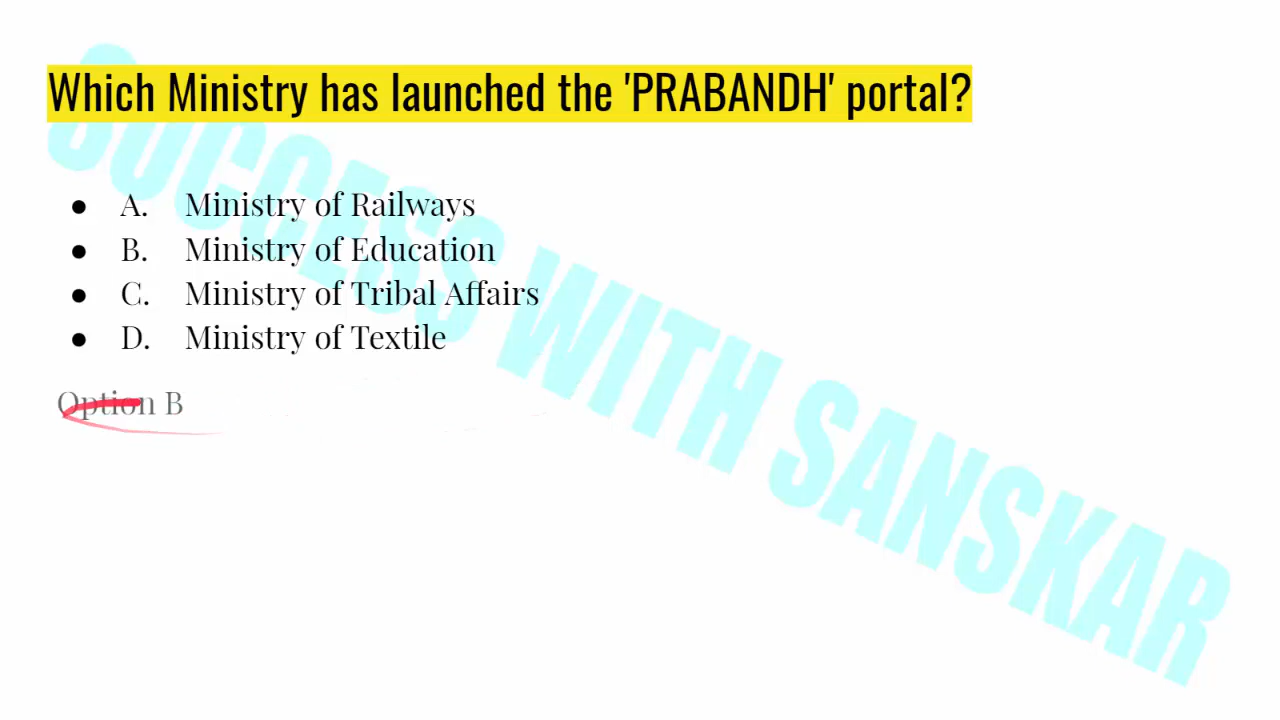 Which Ministry has launched the 'PRABANDH' portal?
● A. Ministry of Railways
● B. Ministry of Education
● C. Ministry of Tribal Affairs
● D. Ministry of Textile
Option B
SUCCESS WITH SANSKAR